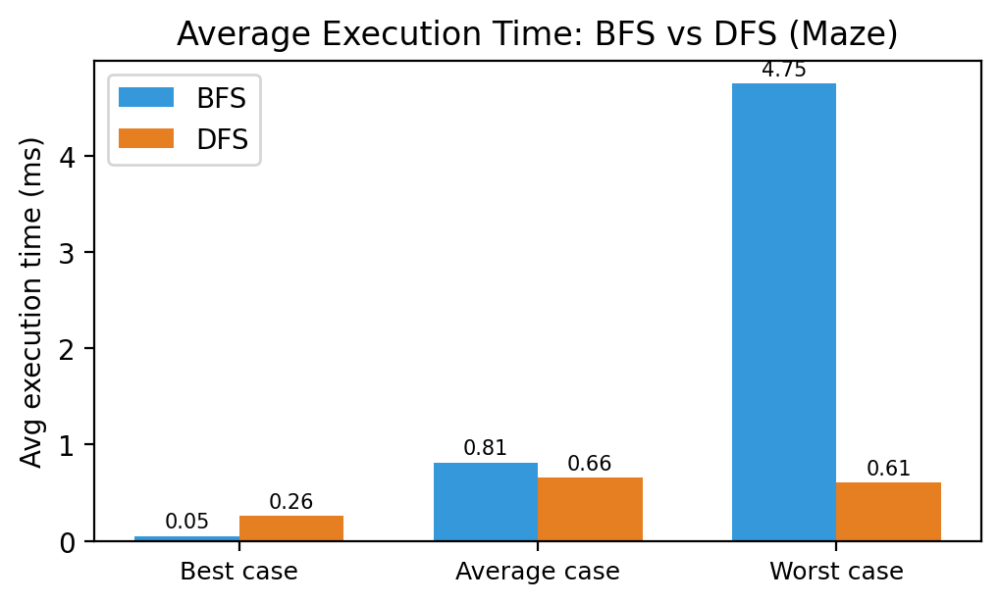 Average Execution Time: BFS vs DFS (Maze)
BFS
DFS
Avg execution time (ms)
4
3
2
1
0
0.05
0.26
0.81
0.66
4.75
0.61
Best case
Average case
Worst case